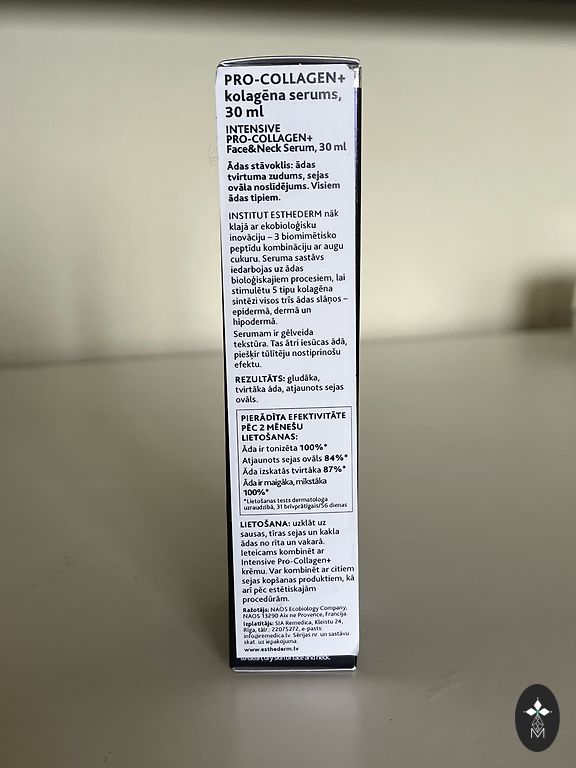 PRO-COLLAGEN+
kolagēna serums,
30 ml
INTENSIVE
PRO-COLLAGEN+
Face&Neck Serum, 30 ml
Ādas stāvoklis: ādas
tvirtuma zudums, sejas
ovāla noslīdējums. Visiem
ādas tipiem.
INSTITUT ESTHEDERM nāk
klajā ar ekobioloģisku
inovāciju – 3 biomimētisko
peptīdu kombināciju ar augu
cukuru. Seruma sastāvs
iedarbojas uz ādas
bioloģiskajiem procesiem, lai
stimulētu 5 tipu kolagēna
sintēzi visos trīs ādas slāņos –
epidermā, dermā un
hipodermā.
Serumam ir gēlveida
tekstūra. Tas ātri iesūcas ādā,
piešķir tūlītēju nostiprinošu
efektu.
REZULTĀTS: gludāka,
tvirtāka āda, atjaunots sejas
ovāls.
PIERĀDĪTA EFEKTIVITĀTE
PĒC 2 MĒNEŠU
LIETOŠANAS:
Āda ir tonizēta 100%*
Atjaunots sejas ovāls 84%*
Āda izskatās tvirtāka 87%*
Āda ir maigāka, mīkstāka
100%*
*Lietošanas tests dermatologa
uzraudzībā, 31 brīvprātīgais/56 dienas
LIETOŠANA: uzklāt uz
sausas, tīras sejas un kakla
ādas no rīta un vakarā.
Ieteicams kombinēt ar
Intensive Pro-Collagen+
krēmu. Var kombinēt ar citiem
sejas kopšanas produktiem, kā
arī pēc estētiskajām
procedūrām.
Ražotājs: NAOS Ecobiology Company,
NAOS 13290 Aix ne Provence, Francija
Izplatītājs: SIA Remedica, Kleistu 24,
Rīga, tālr.: 22075272, e-pasts:
info@remedica.lv. Sērijas nr. un sastāvu
skat. uz iepakojuma.
www.esthederm.lv